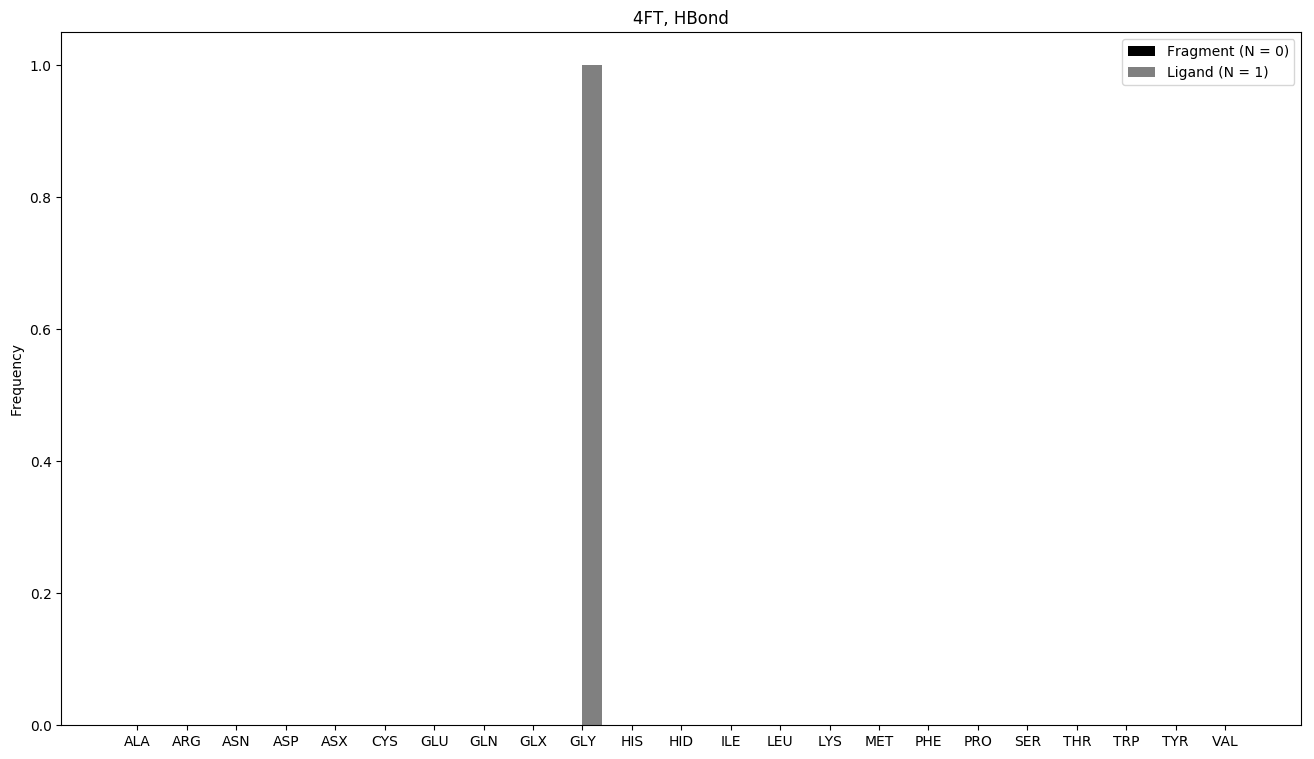 4FT, HBond
Fragment (N = 0)
Ligand (N = 1)
Frequency
1.0
0.8
0.6
0.4
0.2
0.0
ALA ARG ASN ASP ASX CYS GLU GLN GLX GLY HIS HID ILE LEU LYS MET PHE PRO SER THR TRP TYR VAL